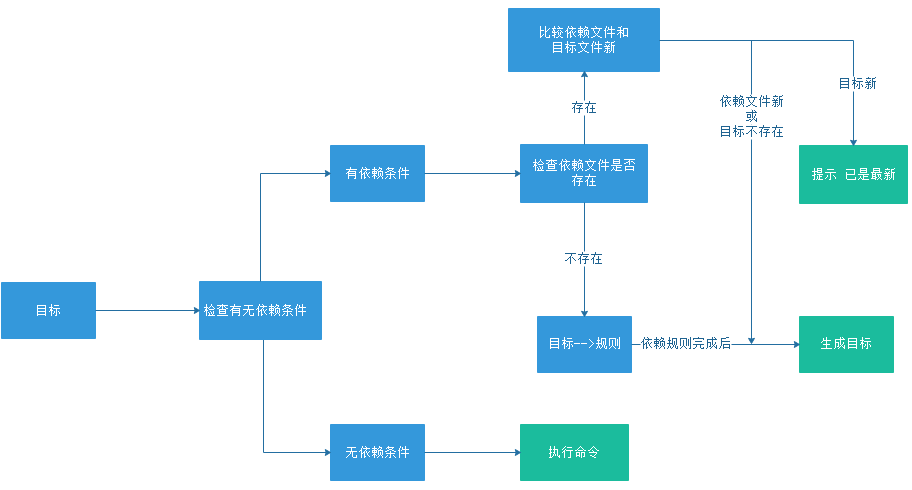 比较依赖文件和
目标文件新
目标新
存在
依赖文件新
或
目标不存在
有依赖条件
检查依赖文件是否
存在
提示 已是最新
不存在
目标
检查有无依赖条件
目标-->规则
依赖规则完成后
生成目标
无依赖条件
执行命令